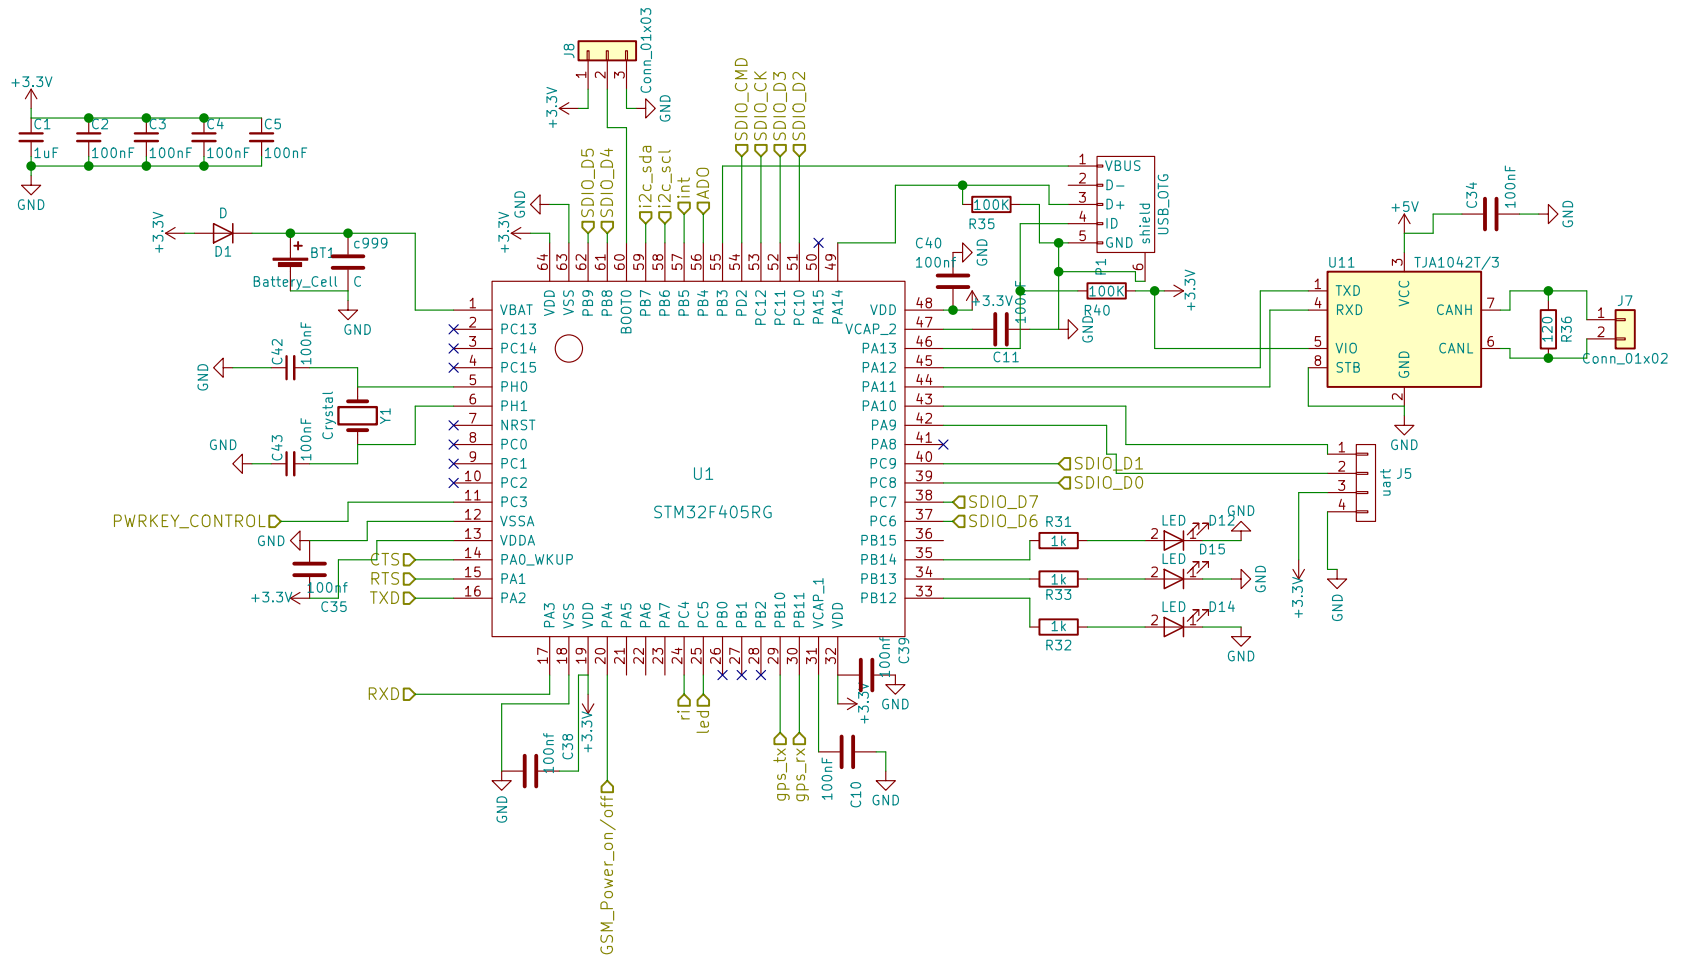 J8
Conn_01x03
1
2
3
+3.3V
GND
+3.3V
C1
C2
C3
C4
C5
1uF
100nF
100nF
100nF
100nF
GND
+3.3V
D
D1
BT1
Battery_Cell
c999
C
GND
SDIO_D5
SDIO_D4
i2c_sda
i2c_scl
int
ADO
SDIO_CMD
SDIO_CK
SDIO_D3
SDIO_D2
GND
+3.3V
64
63
62
61
60
59
58
57
56
55
54
53
52
51
50
49
VDD
VSS
PB9
PB8
BOOT0
PB7
PB6
PB5
PB4
PB3
PD2
PC12
PC11
PC10
PA15
PA14
1 VBAT
2 PC13
3 PC14
4 PC15
5 PH0
6 PH1
7 NRST
8 PC0
9 PC1
10 PC2
11 PC3
12 VSSA
13 VDDA
14 PA0_WKUP
15 PA1
16 PA2
U1
STM32F405RG
VDD 48
VCAP_2 47
PA13 46
PA12 45
PA11 44
PA10 43
PA9 42
PA8 41
PC9 40
PC8 39
PC7 38
PC6 37
PB15 36
PB14 35
PB13 34
PB12 33
PA3
VSS
VDD
PA4
PA5
PA6
PA7
PC4
PC5
PB0
PB1
PB2
PB10
PB11
VCAP_1
VDD
17
18
19
20
21
22
23
24
25
26
27
28
29
30
31
32
GND
C42
100nF
Crystal
Y1
GND
C43
100nF
PWRKEY_CONTROL
GND
CTS
RTS
TXD
100nf
C35
+3.3V
RXD
GND
100nf
C38
+3.3V
GSM_Power_on/off
ri
led
gps_tx
gps_rx
100nF
C10
GND
100nf
C39
+3.3V
GND
C40
100nf
GND
+3.3V
100nF
C11
GND
1 VBUS
2 D-
3 D+
4 ID
5 GND
6
shield
USB_OTG
P1
100K
R35
100K
R40
+3.3V
SDIO_D1
SDIO_D0
SDIO_D7
SDIO_D6
R31
1k
2
LED
1
D12
GND
R33
1k
2
LED
1
D15
GND
R32
1k
2
LED
1
D14
GND
+5V
C34
100nF
GND
U11
TJA1042T/3
3
VCC
1 TXD
4 RXD
5 VIO
8 STB
CANH 7
CANL 6
GND
2
GND
120
R36
J7
1
2
Conn_01x02
1
2
3
4
uart
J5
+3.3V
GND